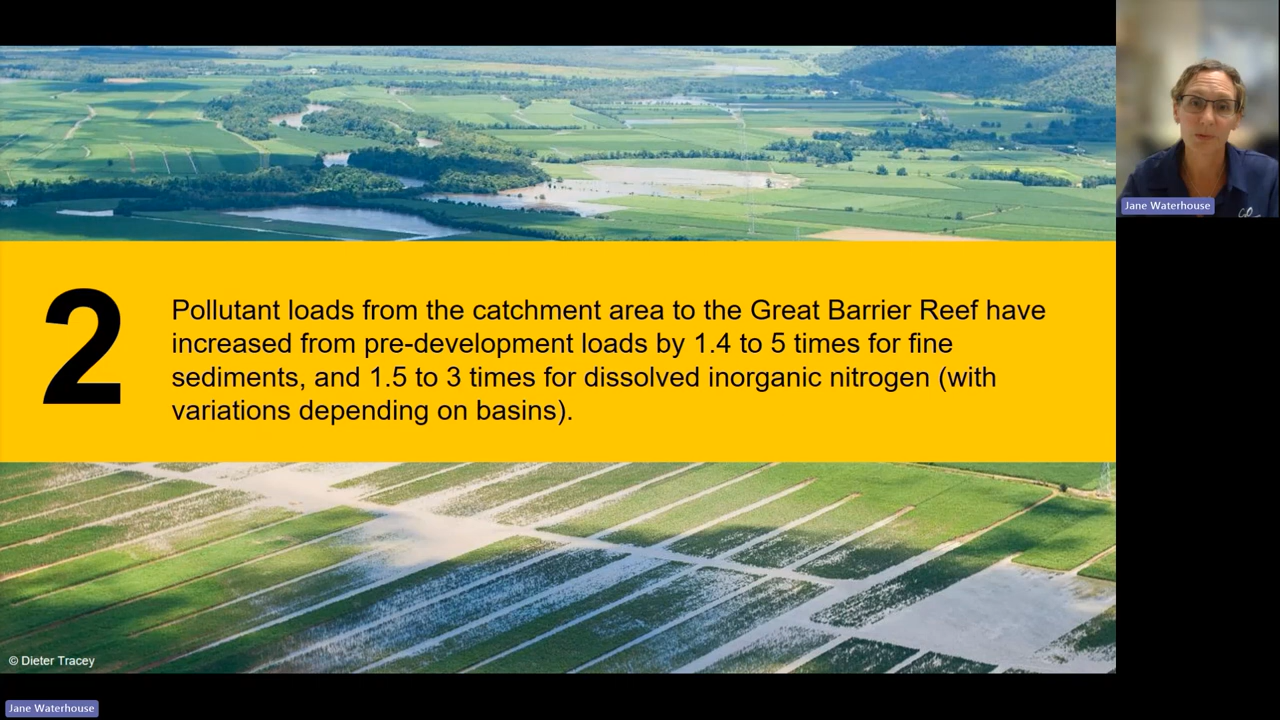 Jane Waterhouse
2
Pollutant loads from the catchment area to the Great Barrier Reef have
increased from pre-development loads by 1.4 to 5 times for fine
sediments, and 1.5 to 3 times for dissolved inorganic nitrogen (with
variations depending on basins).
© Dieter Tracey
Jane Waterhouse